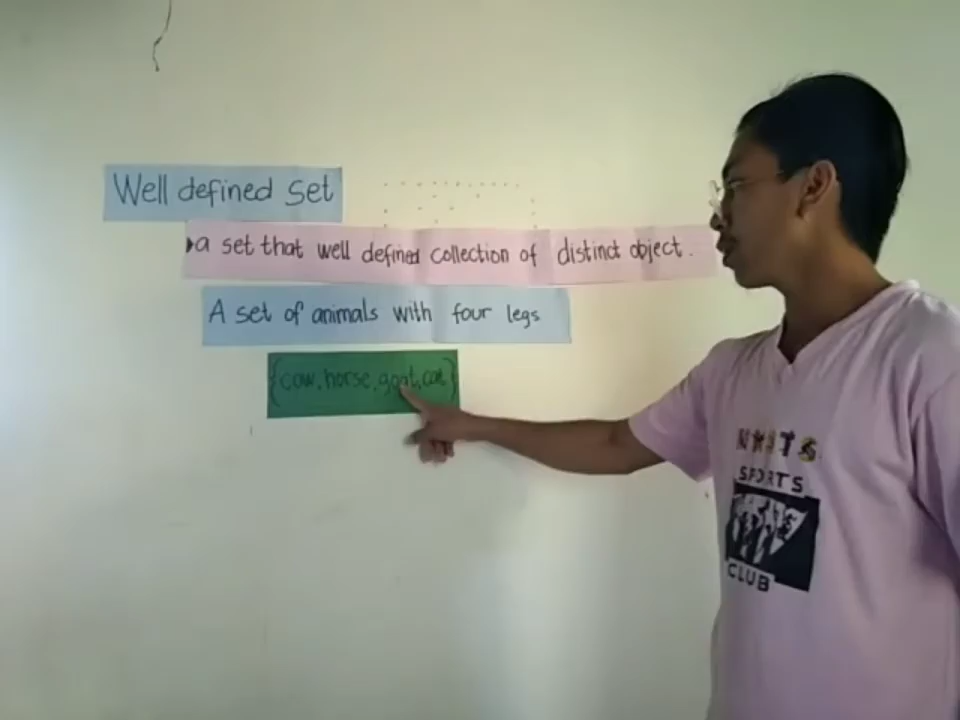 Well defined set
a set that well defined collection of distinct object.
A set of animals with four legs
{cow, horse, goat, cat}
SPORTS
CLUB